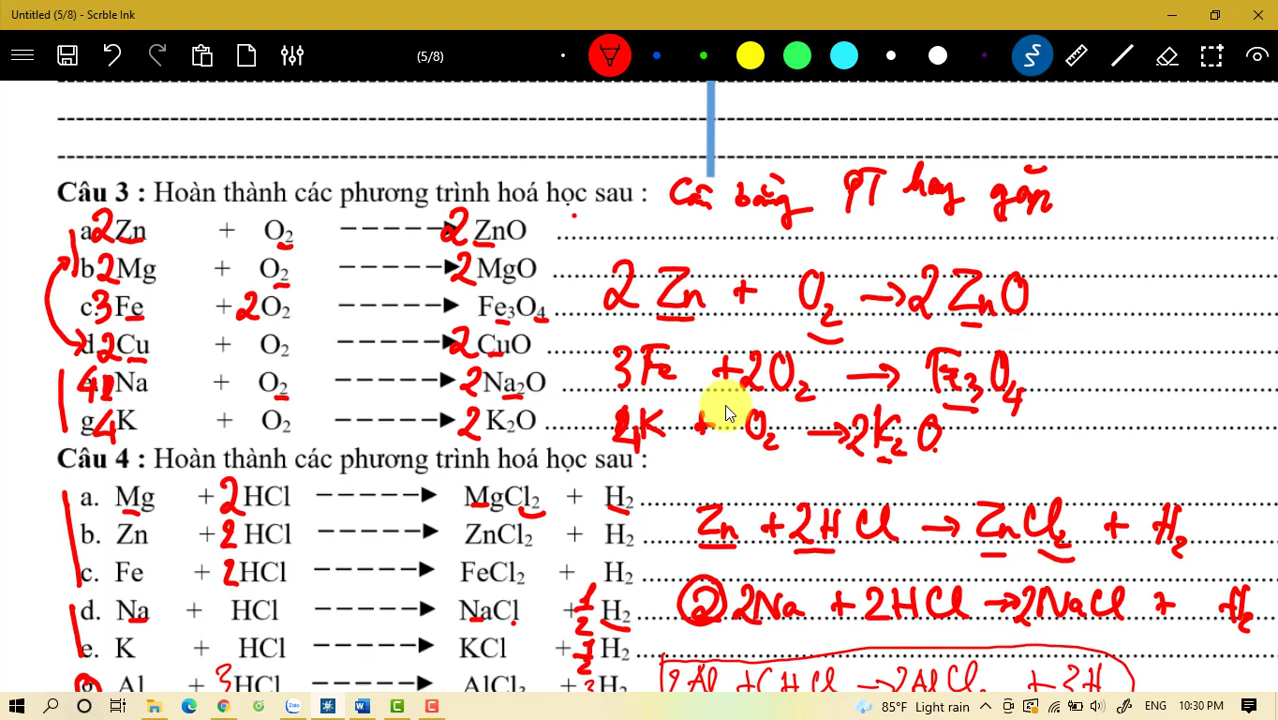 Untitled (5/8) - Scrble Ink
(5/8)
Câu 3 : Hoàn thành các phương trình hoá học sau : Cân bằng PT hay gặp
a. 2Zn + O2 -----> 2ZnO
b. 2Mg + O2 -----> 2MgO
2Zn + O2 → 2ZnO
c. 3Fe + 2O2 -----> Fe3O4
d. 2Cu + O2 -----> 2CuO
3Fe + 2O2 → Fe3O4
4Na + O2 -----> 2Na2O
g. 4K + O2 -----> 2K2O
4K + O2 → 2K2O
Câu 4 : Hoàn thành các phương trình hoá học sau :
a. Mg + 2HCl -----> MgCl2 + H2
b. Zn + 2HCl -----> ZnCl2 + H2
Zn + 2HCl → ZnCl2 + H2
c. Fe + 2HCl -----> FeCl2 + H2
d. Na + HCl -----> NaCl + 1/2 H2
② 2Na + 2HCl → 2NaCl + H2
e. K + HCl -----> KCl + 1/2 H2
Al + 3HCl -----> AlCl3
85°F Light rain
10:30 PM